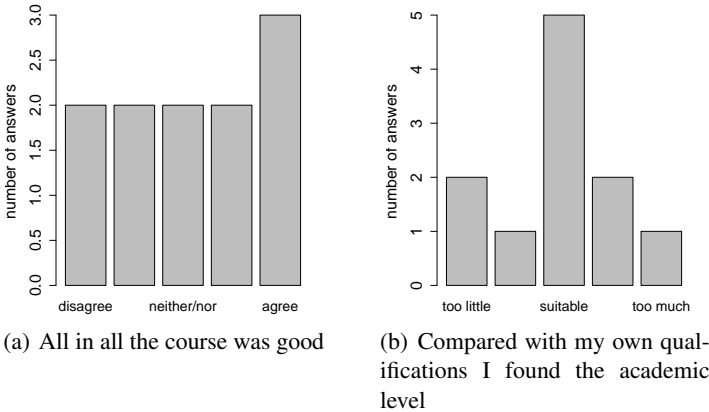 number of answers
3.0
2.5
2.0
1.5
1.0
0.5
0.0
disagree neither/nor agree
(a) All in all the course was good
number of answers
5
4
3
2
1
0
too little suitable too much
(b) Compared with my own qual-
ifications I found the academic
level